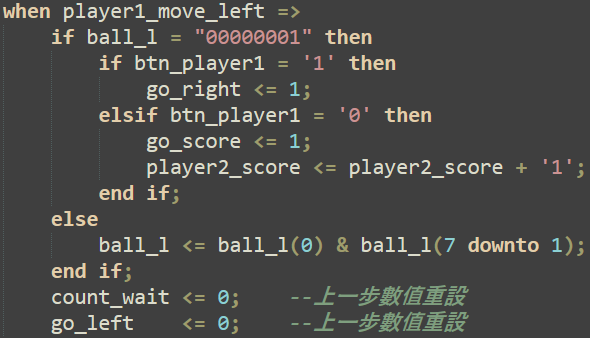 when player1_move_left =>
    if ball_l = "00000001" then
        if btn_player1 = '1' then
            go_right <= 1;
        elsif btn_player1 = '0' then
            go_score <= 1;
            player2_score <= player2_score + '1';
        end if;
    else
        ball_l <= ball_l(0) & ball_l(7 downto 1);
    end if;
    count_wait <= 0;    --上一步數值重設
    go_left    <= 0;    --上一步數值重設